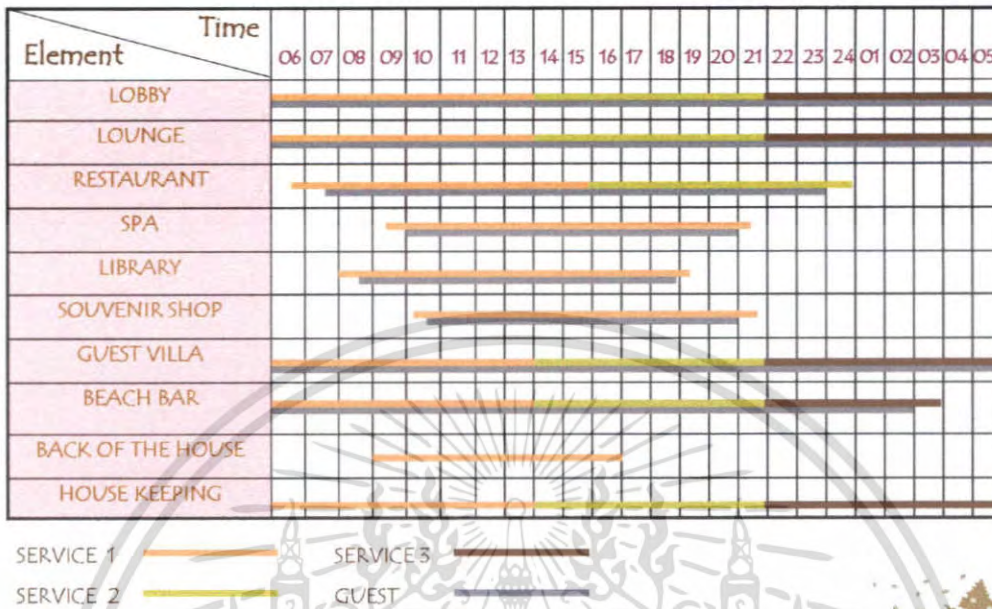 Time
Element
06 07 08 09 10 11 12 13 14 15 16 17 18 19 20 21 22 23 24 01 02 03 04 05
LOBBY
LOUNGE
RESTAURANT
SPA
LIBRARY
SOUVENIR SHOP
GUEST VILLA
BEACH BAR
BACK OF THE HOUSE
HOUSE KEEPING
SERVICE 1
SERVICE 3
SERVICE 2
GUEST